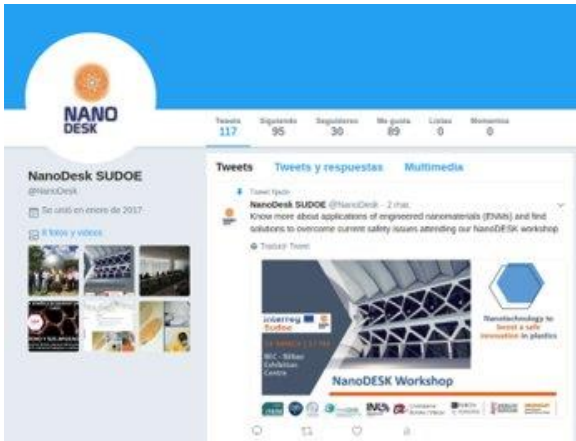 NANO
DESK
Tweets Siguiendo Seguidores Me gusta Listas Momentos
117 95 30 89 0 0
NanoDesk SUDOE
@NanoDesk
Se unió en enero de 2017
8 fotos y vídeos
Tweets Tweets y respuestas Multimedia
Tweet fijado
NanoDesk SUDOE @NanoDesk · 2 mar.
Know more about applications of engineered nanomaterials (ENMs) and find
solutions to overcome current safety issues attending our NanoDESK workshop
Traducir Tweet
Interreg
Sudoe
BEC - Bilbao
Exhibition
Centre
Nanotechnology to
boost a safe
innovation in plastics
NanoDESK Workshop